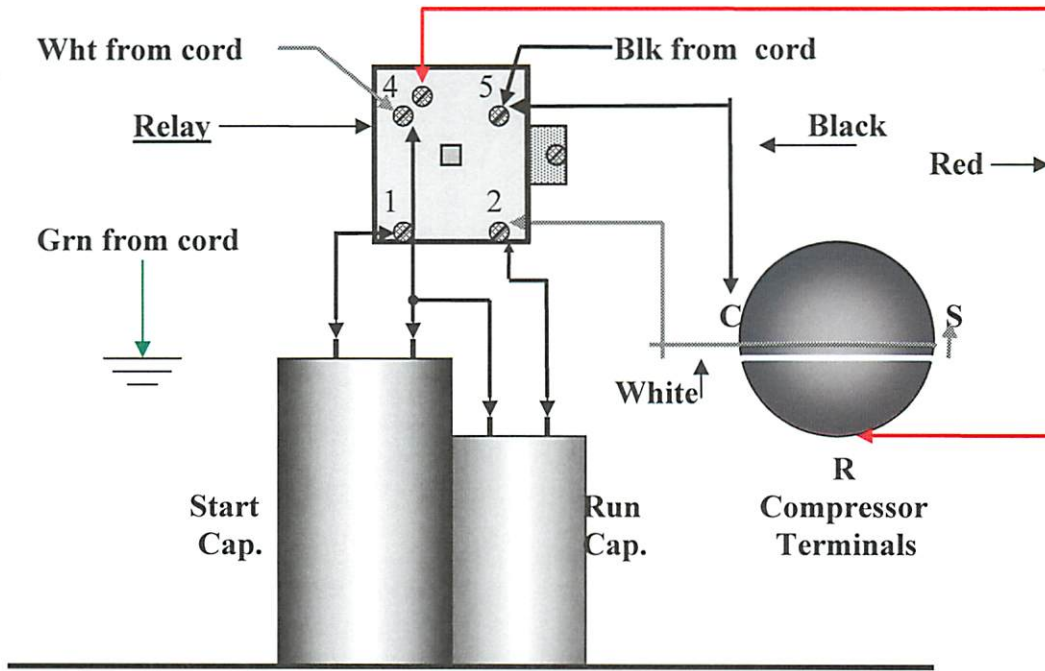 Wht from cord
Blk from cord
4
5
Relay
Black
Red
1
2
Grn from cord
C
S
White
R
Start
Cap.
Run
Cap.
Compressor
Terminals